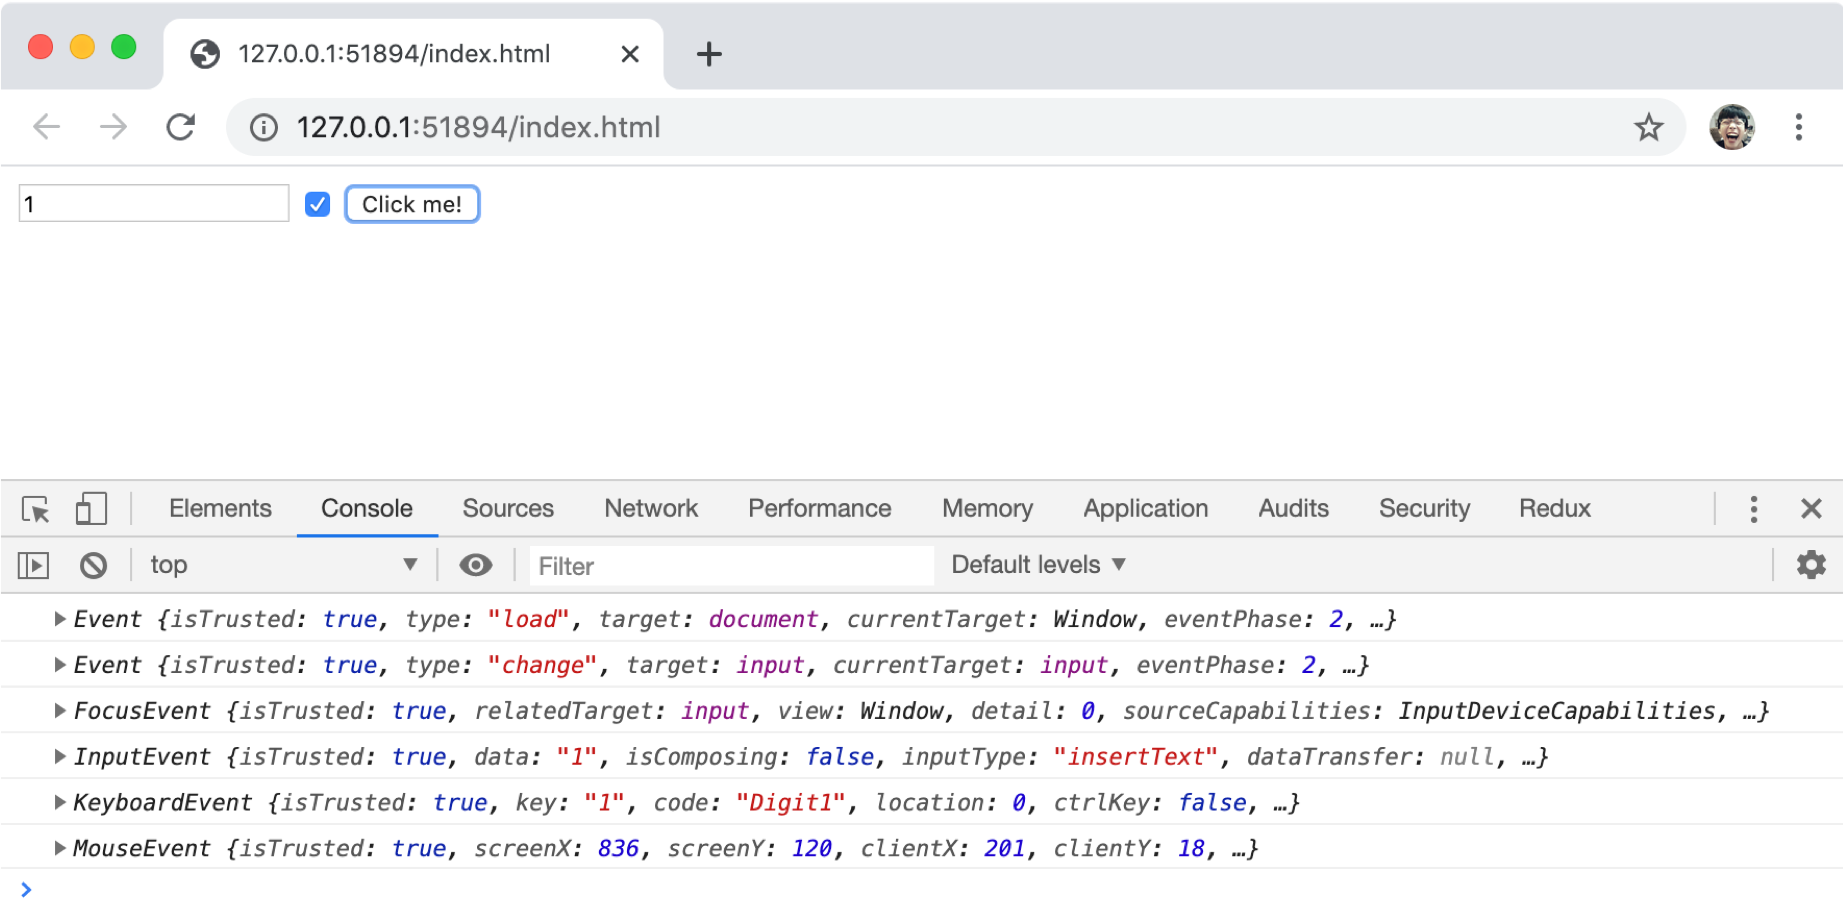 127.0.0.1:51894/index.html
127.0.0.1:51894/index.html
1 Click me!
Elements Console Sources Network Performance Memory Application Audits Security Redux
top Filter Default levels
Event {isTrusted: true, type: "load", target: document, currentTarget: Window, eventPhase: 2, …}
Event {isTrusted: true, type: "change", target: input, currentTarget: input, eventPhase: 2, …}
FocusEvent {isTrusted: true, relatedTarget: input, view: Window, detail: 0, sourceCapabilities: InputDeviceCapabilities, …}
InputEvent {isTrusted: true, data: "1", isComposing: false, inputType: "insertText", dataTransfer: null, …}
KeyboardEvent {isTrusted: true, key: "1", code: "Digit1", location: 0, ctrlKey: false, …}
MouseEvent {isTrusted: true, screenX: 836, screenY: 120, clientX: 201, clientY: 18, …}